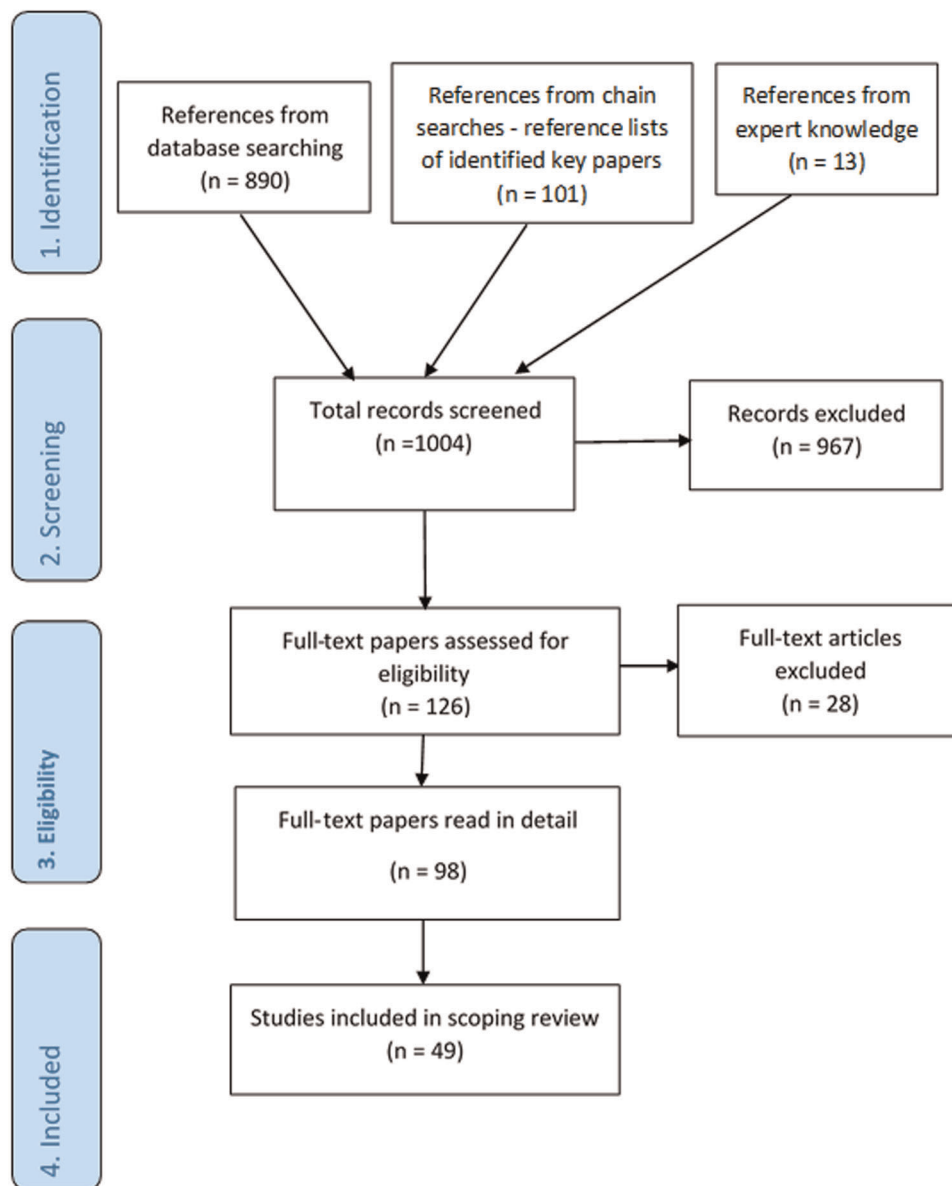 1. Identification
References from
database searching
(n = 890)
References from chain
searches - reference lists
of identified key papers
(n = 101)
References from
expert knowledge
(n = 13)
2. Screening
Total records screened
(n =1004)
Records excluded
(n = 967)
3. Eligibility
Full-text papers assessed for
eligibility
(n = 126)
Full-text articles
excluded
(n = 28)
Full-text papers read in detail
(n = 98)
4. Included
Studies included in scoping review
(n = 49)